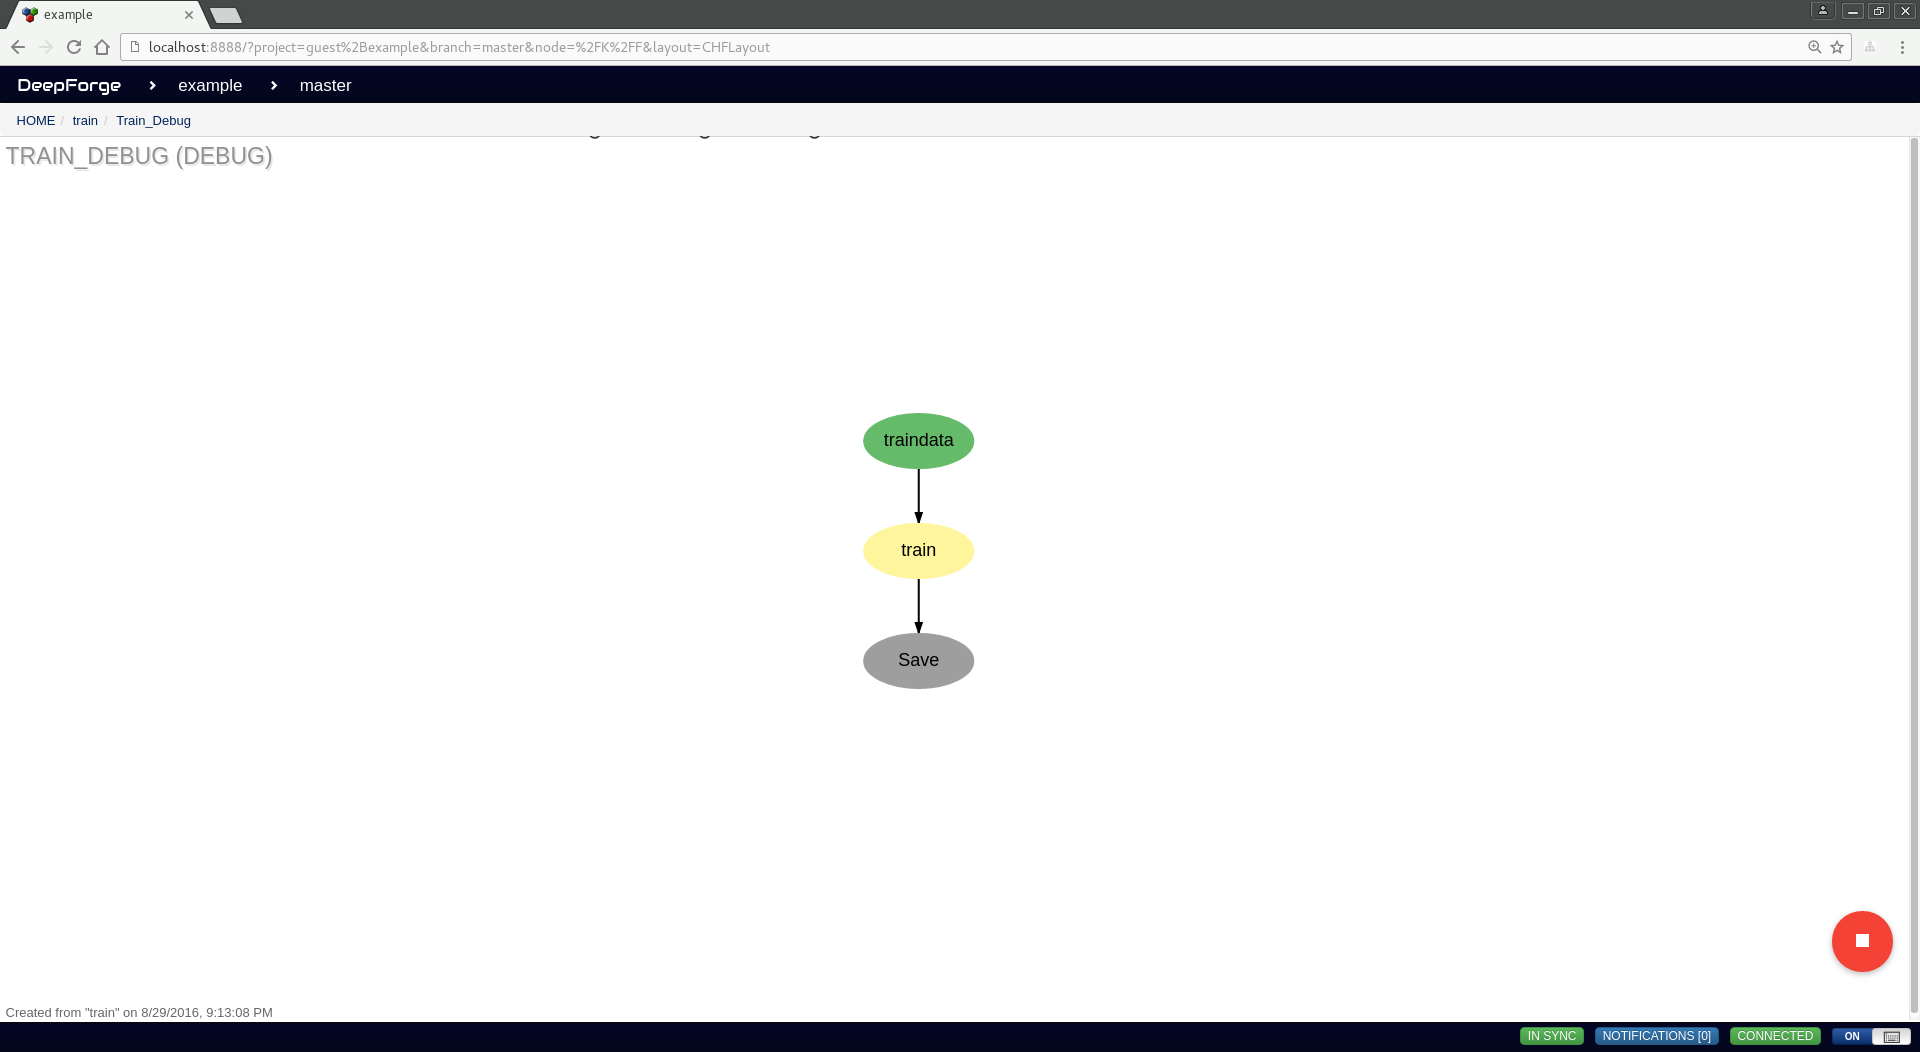 example
localhost:8888/?project=guest%2Bexample&branch=master&node=%2FK%2FF&layout=CHFLayout
DeepForge example master
HOME / train / Train_Debug
TRAIN_DEBUG (DEBUG)
traindata
train
Save
Created from "train" on 8/29/2016, 9:13:08 PM
IN SYNC NOTIFICATIONS [0] CONNECTED ON